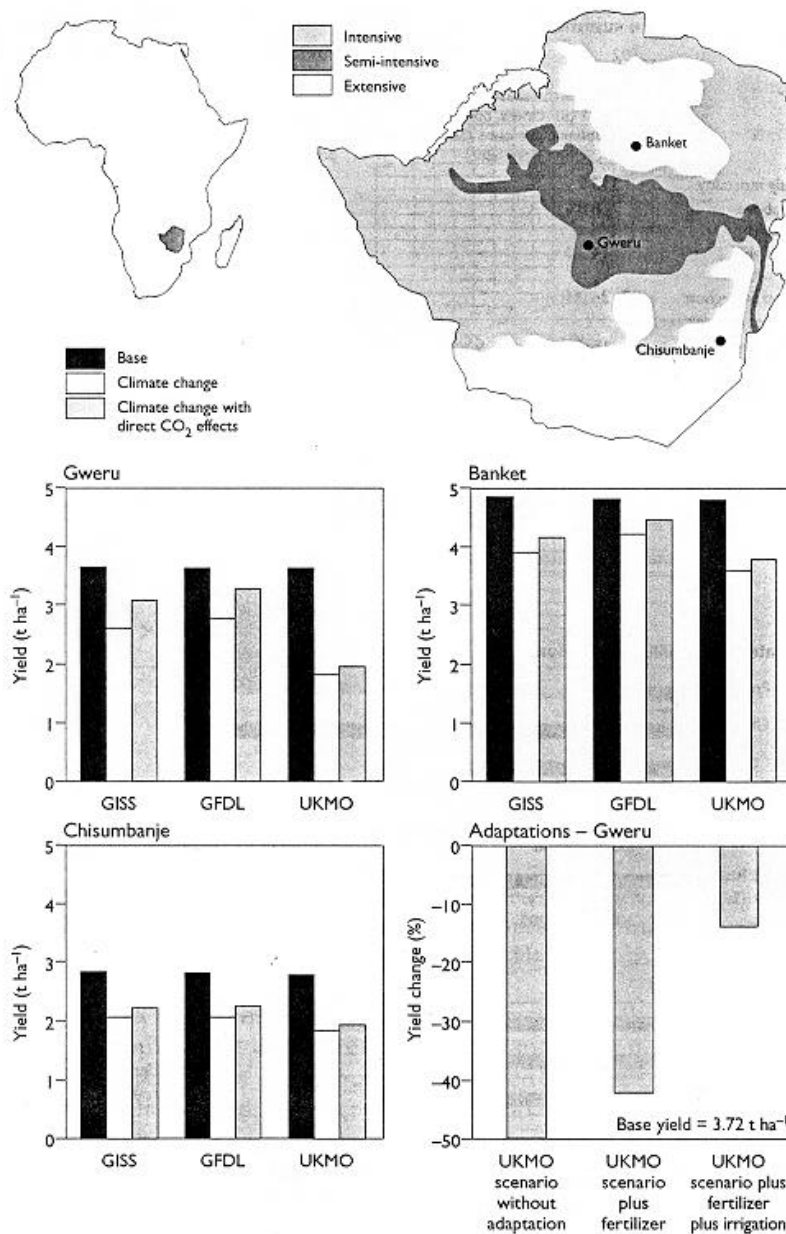 Intensive
Semi-intensive
Extensive
Banket
Gweru
Chisumbanje
Base
Climate change
Climate change with
direct CO₂ effects
Gweru
5
4
3
2
1
0
Yield (t ha⁻¹)
GISS GFDL UKMO
Banket
5
4
3
2
1
0
Yield (t ha⁻¹)
GISS GFDL UKMO
Chisumbanje
5
4
3
2
1
0
Yield (t ha⁻¹)
GISS GFDL UKMO
Adaptations – Gweru
0
–10
–20
–30
–40
–50
Yield change (%)
Base yield = 3.72 t ha⁻¹
UKMO
scenario
without
adaptation
UKMO
scenario
plus
fertilizer
UKMO
scenario plus
fertilizer
plus irrigation